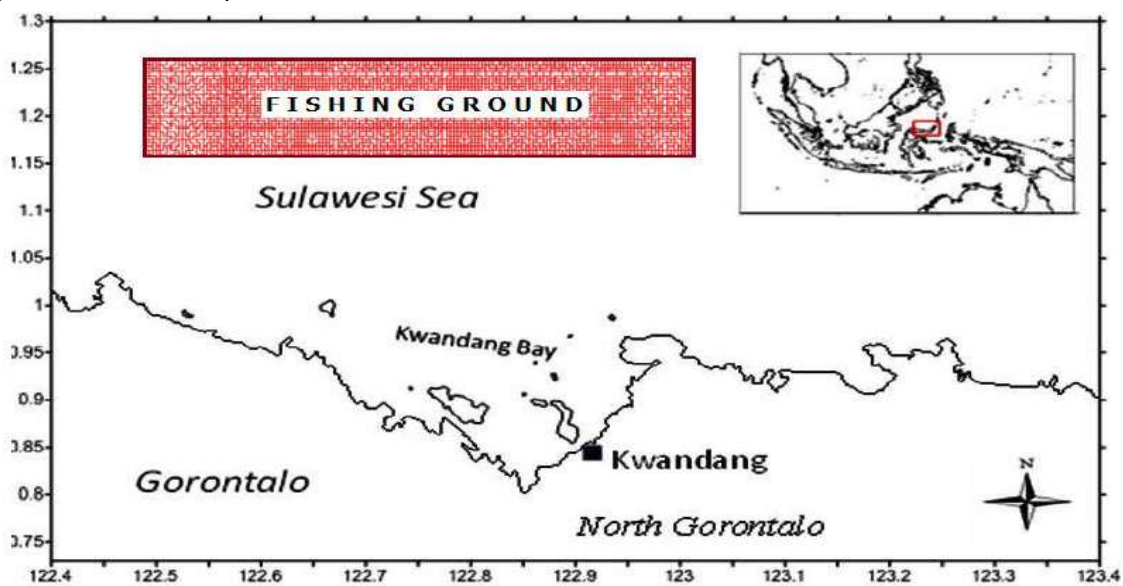 1.3
1.25
1.2
1.15
1.1
1.05
1
0.95
0.9
0.85
0.8
0.75
FISHING GROUND
Sulawesi Sea
Kwandang Bay
Kwandang
Gorontalo
North Gorontalo
N
122.4 122.5 122.6 122.7 122.8 122.9 123 123.1 123.2 123.3 123.4